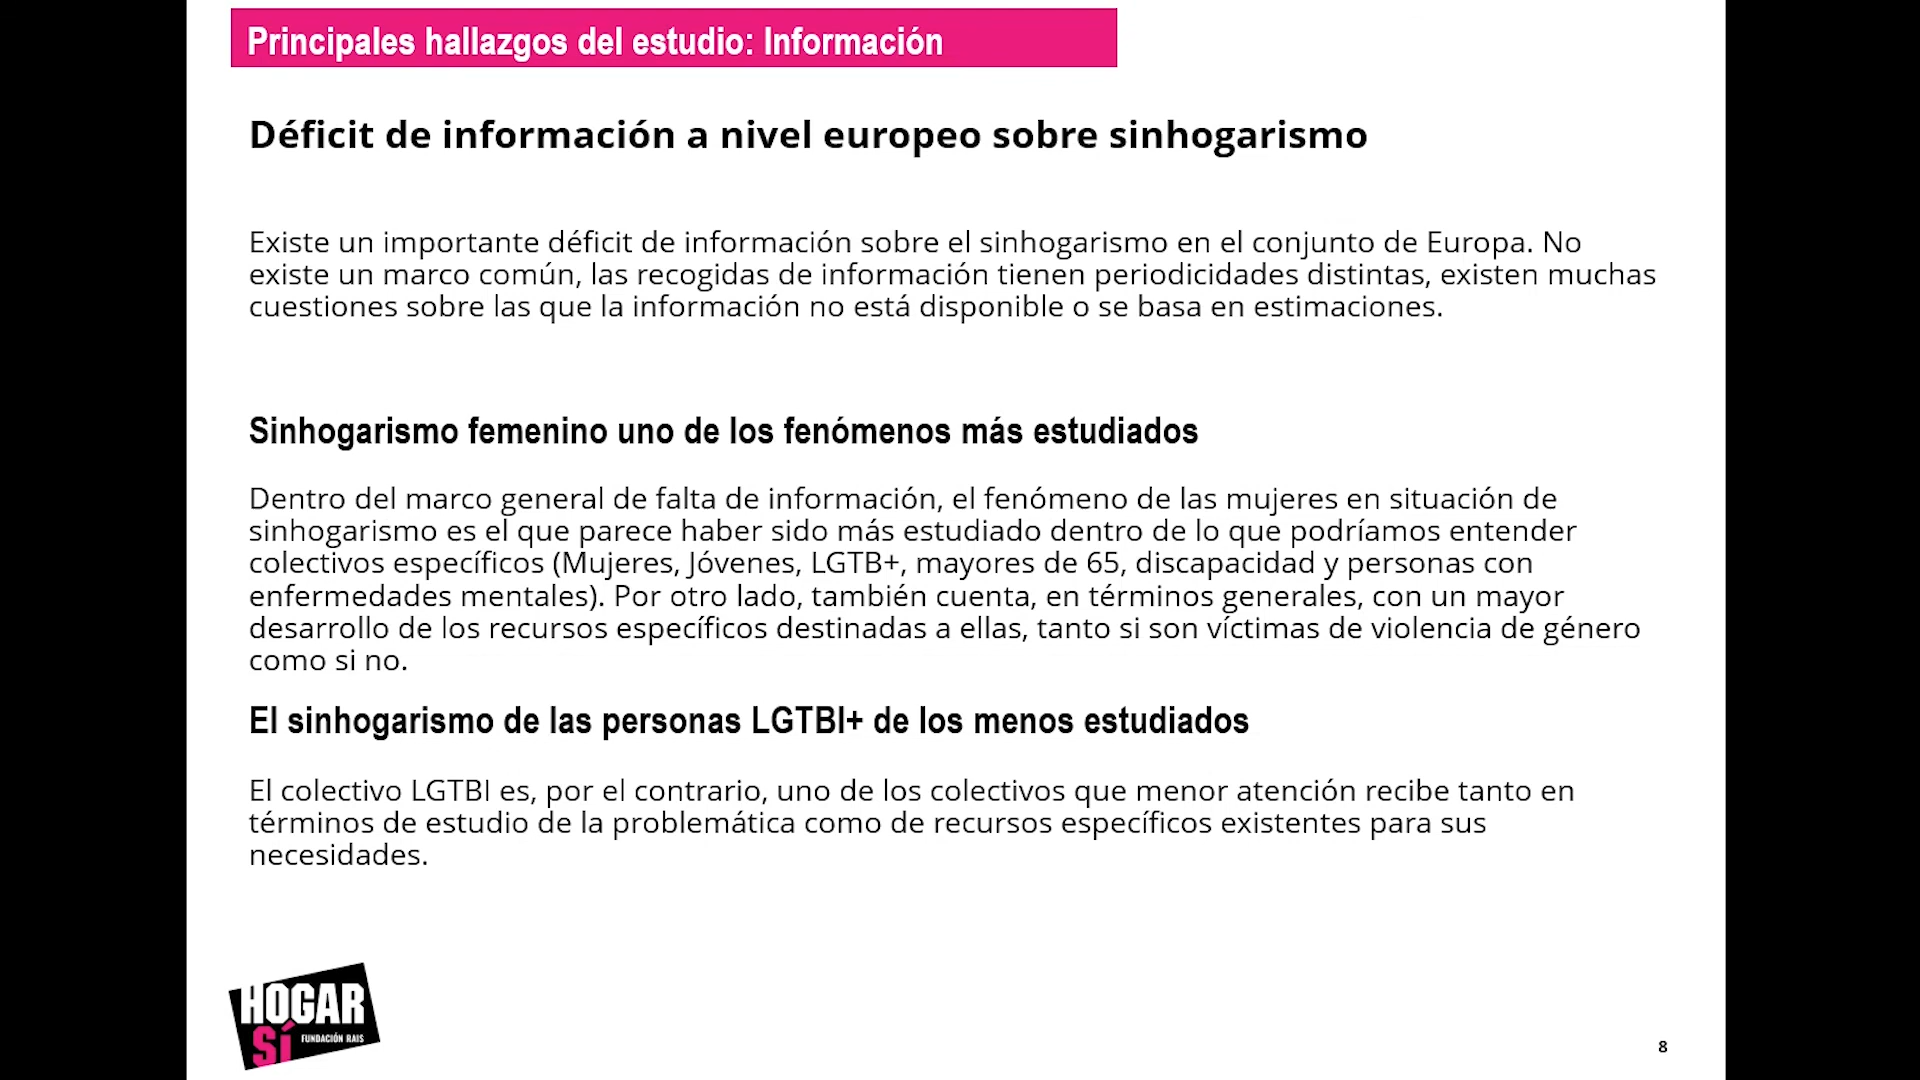 Principales hallazgos del estudio: Información
Déficit de información a nivel europeo sobre sinhogarismo
Existe un importante déficit de información sobre el sinhogarismo en el conjunto de Europa. No
existe un marco común, las recogidas de información tienen periodicidades distintas, existen muchas
cuestiones sobre las que la información no está disponible o se basa en estimaciones.
Sinhogarismo femenino uno de los fenómenos más estudiados
Dentro del marco general de falta de información, el fenómeno de las mujeres en situación de
sinhogarismo es el que parece haber sido más estudiado dentro de lo que podríamos entender
colectivos específicos (Mujeres, Jóvenes, LGTB+, mayores de 65, discapacidad y personas con
enfermedades mentales). Por otro lado, también cuenta, en términos generales, con un mayor
desarrollo de los recursos específicos destinadas a ellas, tanto si son víctimas de violencia de género
como si no.
El sinhogarismo de las personas LGTBI+ de los menos estudiados
El colectivo LGTBI es, por el contrario, uno de los colectivos que menor atención recibe tanto en
términos de estudio de la problemática como de recursos específicos existentes para sus
necesidades.
HOGAR
SÍ FUNDACIÓN RAIS
8